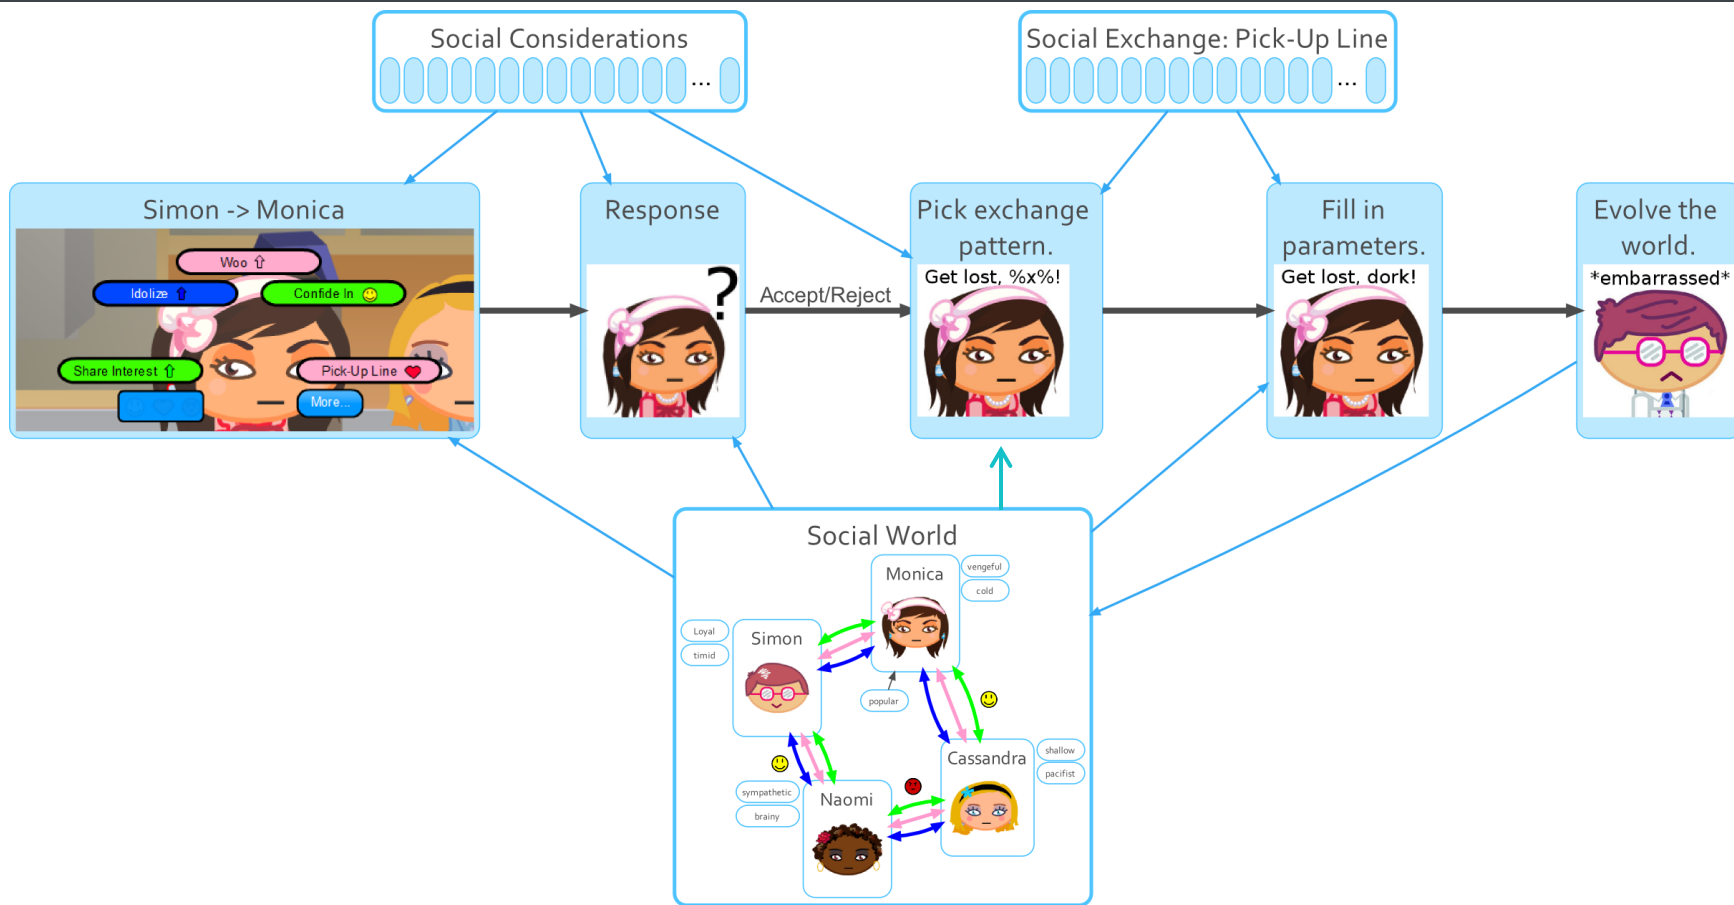 Social Considerations
...
Social Exchange: Pick-Up Line
...
Simon -> Monica
Woo
Idolize
Confide In
Share Interest
Pick-Up Line
More...
Response
?
Accept/Reject
Pick exchange
pattern.
Get lost, %x%!
Fill in
parameters.
Get lost, dork!
Evolve the
world.
*embarrassed*
Social World
Monica
vengeful
cold
Loyal
timid
Simon
popular
Cassandra
shallow
pacifist
sympathetic
brainy
Naomi